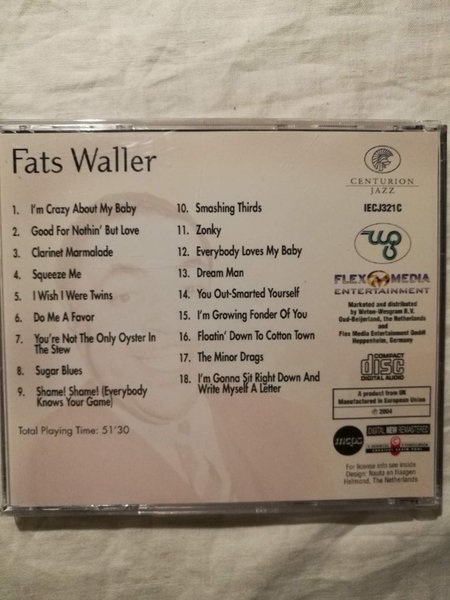 Fats Waller
1. I'm Crazy About My Baby
2. Good For Nothin' But Love
3. Clarinet Marmalade
4. Squeeze Me
5. I Wish I Were Twins
6. Do Me A Favor
7. You're Not The Only Oyster In
The Stew
8. Sugar Blues
9. Shame! Shame! (Everybody
Knows Your Game)
Total Playing Time: 51'30
10. Smashing Thirds
11. Zonky
12. Everybody Loves My Baby
13. Dream Man
14. You Out-Smarted Yourself
15. I'm Growing Fonder Of You
16. Floatin' Down To Cotton Town
17. The Minor Drags
18. I'm Gonna Sit Right Down And
Write Myself A Letter
CENTURION
JAZZ
IECJ321C
wg
FLEX MEDIA
ENTERTAINMENT
Marketed and distributed
by Weton-Wesgram B.V.
Oud-Beijerland, the Netherlands
and
Flex Media Entertainment GmbH
Heppenheim, Germany
COMPACT
disc
DIGITAL AUDIO
A product from UK
Manufactured in European Union
℗ 2004
mcps
DIGITAL NEW REMASTERED
For license info see inside
Design: Nauta en Haagen
Helmond, The Netherlands